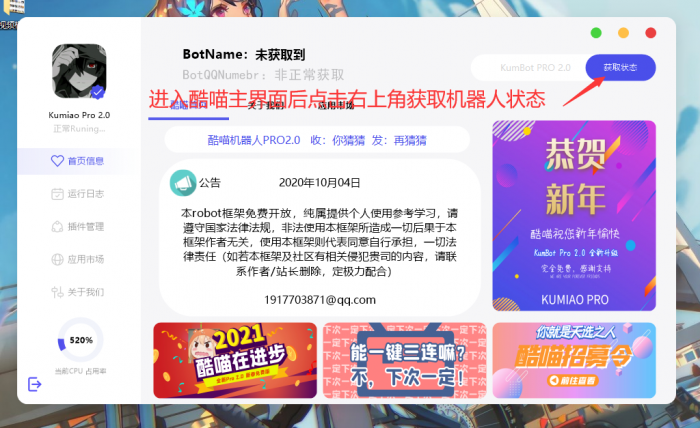 BotName：未获取到
BotQQNumebr：非正常获取
KumBot PRO 2.0
获取状态
进入酷喵主界面后点击右上角获取机器人状态
关于我们
应用市场
Kumiao Pro 2.0
正常Runing...
首页信息
运行日志
插件管理
应用市场
关于我们
520%
当前CPU 占用率
酷喵机器人PRO2.0 收：你猜猜 发：再猜猜
公告
2020年10月04日
本robot框架免费开放，纯属提供个人使用参考学习，请
遵守国家法律法规，非法使用本框架所造成一切后果于本
框架作者无关，使用本框架则代表同意自行承担，一切法
律责任（如若本框架及社区有相关侵犯贵司的内容，请联
系作者/站长删除，定极力配合）
1917703871@qq.com
恭贺
新年
酷喵祝您新年愉快
KumBot Pro 2.0 全新升级
完全免费，感谢支持
KUMIAO PRO
2021
酷喵在进步
下次一定!
能一键三连嘛?
不, 下次一定!
你就是天选之人
酷喵招募令
前往查看